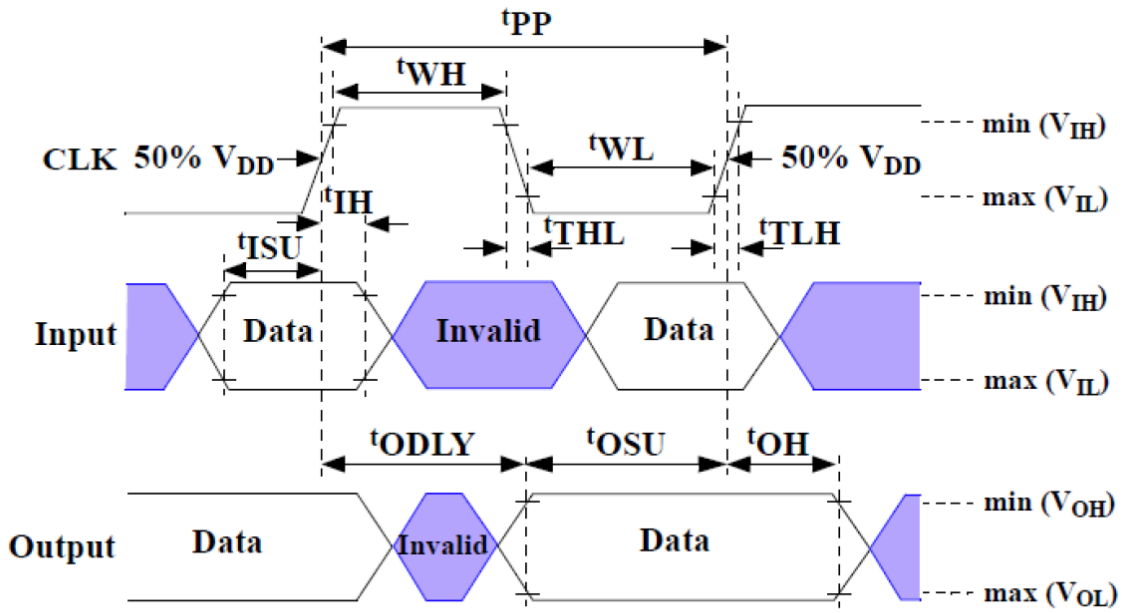 tPP
tWH
min (VIH)
CLK 50% VDD
tWL
50% VDD
max (VIL)
tIH
tISU
tTHL
tTLH
min (VIH)
Input
Data
Invalid
Data
max (VIL)
tODLY
tOSU
tOH
min (VOH)
Output
Data
Invalid
Data
max (VOL)